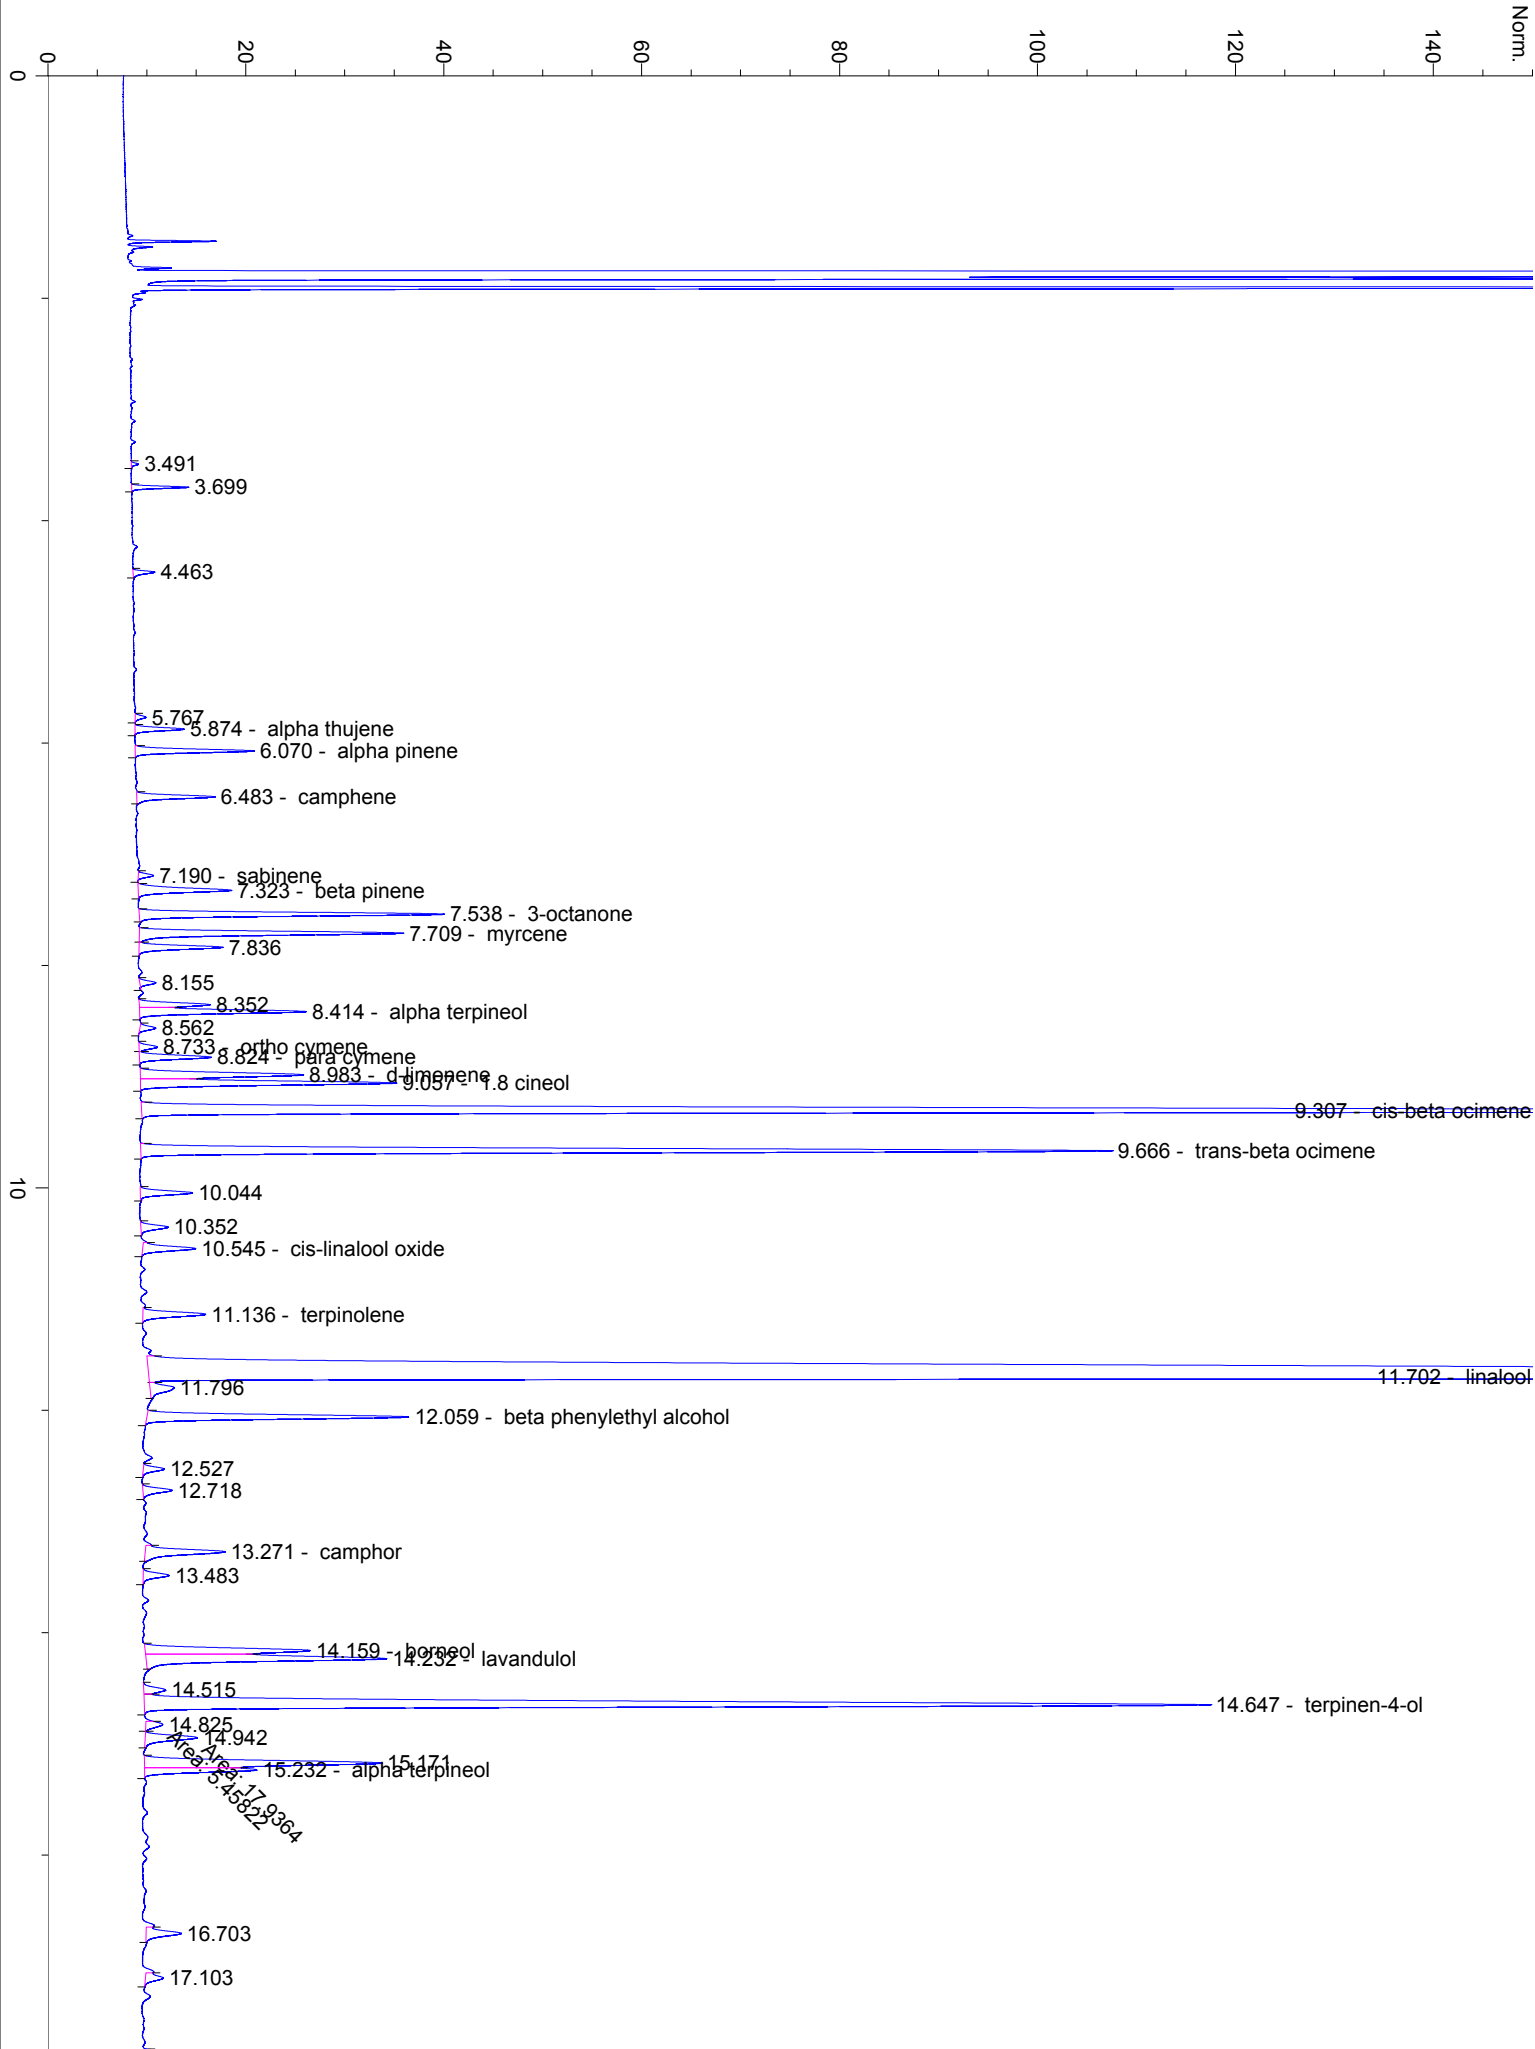 Norm.
0
20
40
60
80
100
120
140
0
3.491
3.699
4.463
5.767
5.874 - alpha thujene
6.070 - alpha pinene
6.483 - camphene
7.190 - sabinene
7.323 - beta pinene
7.538 - 3-octanone
7.709 - myrcene
7.836
8.155
8.352
8.414 - alpha terpineol
8.562
8.733 - ortho cymene
8.824 - para cymene
8.983 - d-limenene
9.057 - 1.8 cineol
9.307 - cis-beta ocimene
9.666 - trans-beta ocimene
10
10.044
10.352
10.545 - cis-linalool oxide
11.136 - terpinolene
11.702 - linalool
11.796
12.059 - beta phenylethyl alcohol
12.527
12.718
13.271 - camphor
13.483
14.159 - borneol
14.232 - lavandulol
14.515
14.647 - terpinen-4-ol
14.825
Area: 5.45822
14.942
Area: 17.9364
15.171
15.232 - alpha terpineol
16.703
17.103